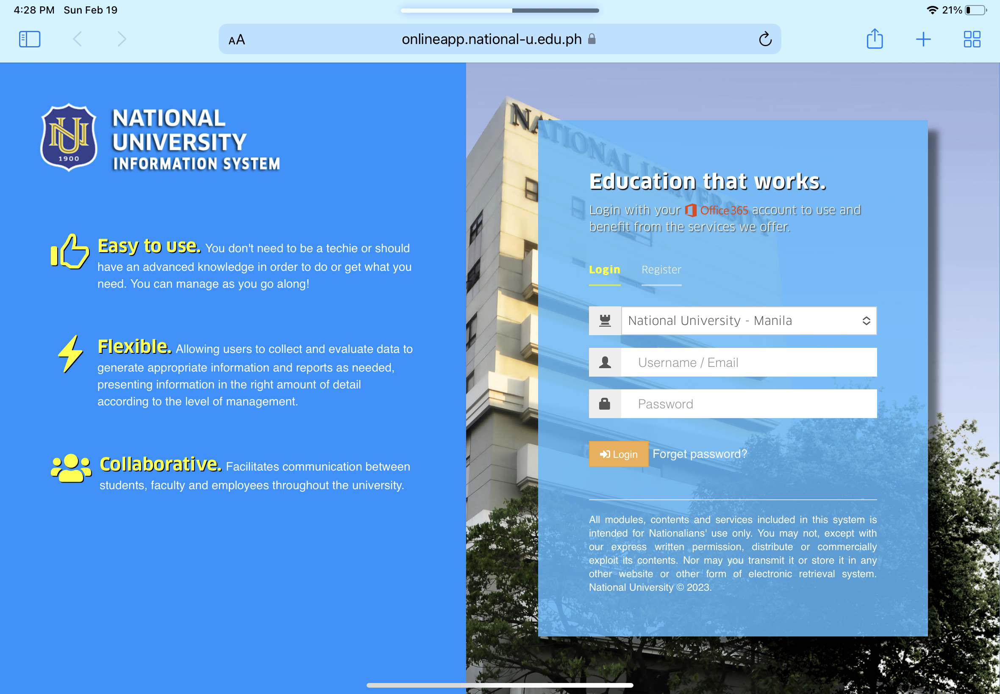 4:28 PM Sun Feb 19
21%
AA
onlineapp.national-u.edu.ph
NU
1900
NATIONAL
UNIVERSITY
INFORMATION SYSTEM
Easy to use. You don't need to be a techie or should
have an advanced knowledge in order to do or get what you
need. You can manage as you go along!
Flexible. Allowing users to collect and evaluate data to
generate appropriate information and reports as needed,
presenting information in the right amount of detail
according to the level of management.
Collaborative. Facilitates communication between
students, faculty and employees throughout the university.
NATIONAL UNIVERSITY
Education that works.
Login with your Office 365 account to use and
benefit from the services we offer.
Login Register
National University - Manila
Username / Email
Password
Login Forget password?
All modules, contents and services included in this system is
intended for Nationalians' use only. You may not, except with
our express written permission, distribute or commercially
exploit its contents. Nor may you transmit it or store it in any
other website or other form of electronic retrieval system.
National University © 2023.